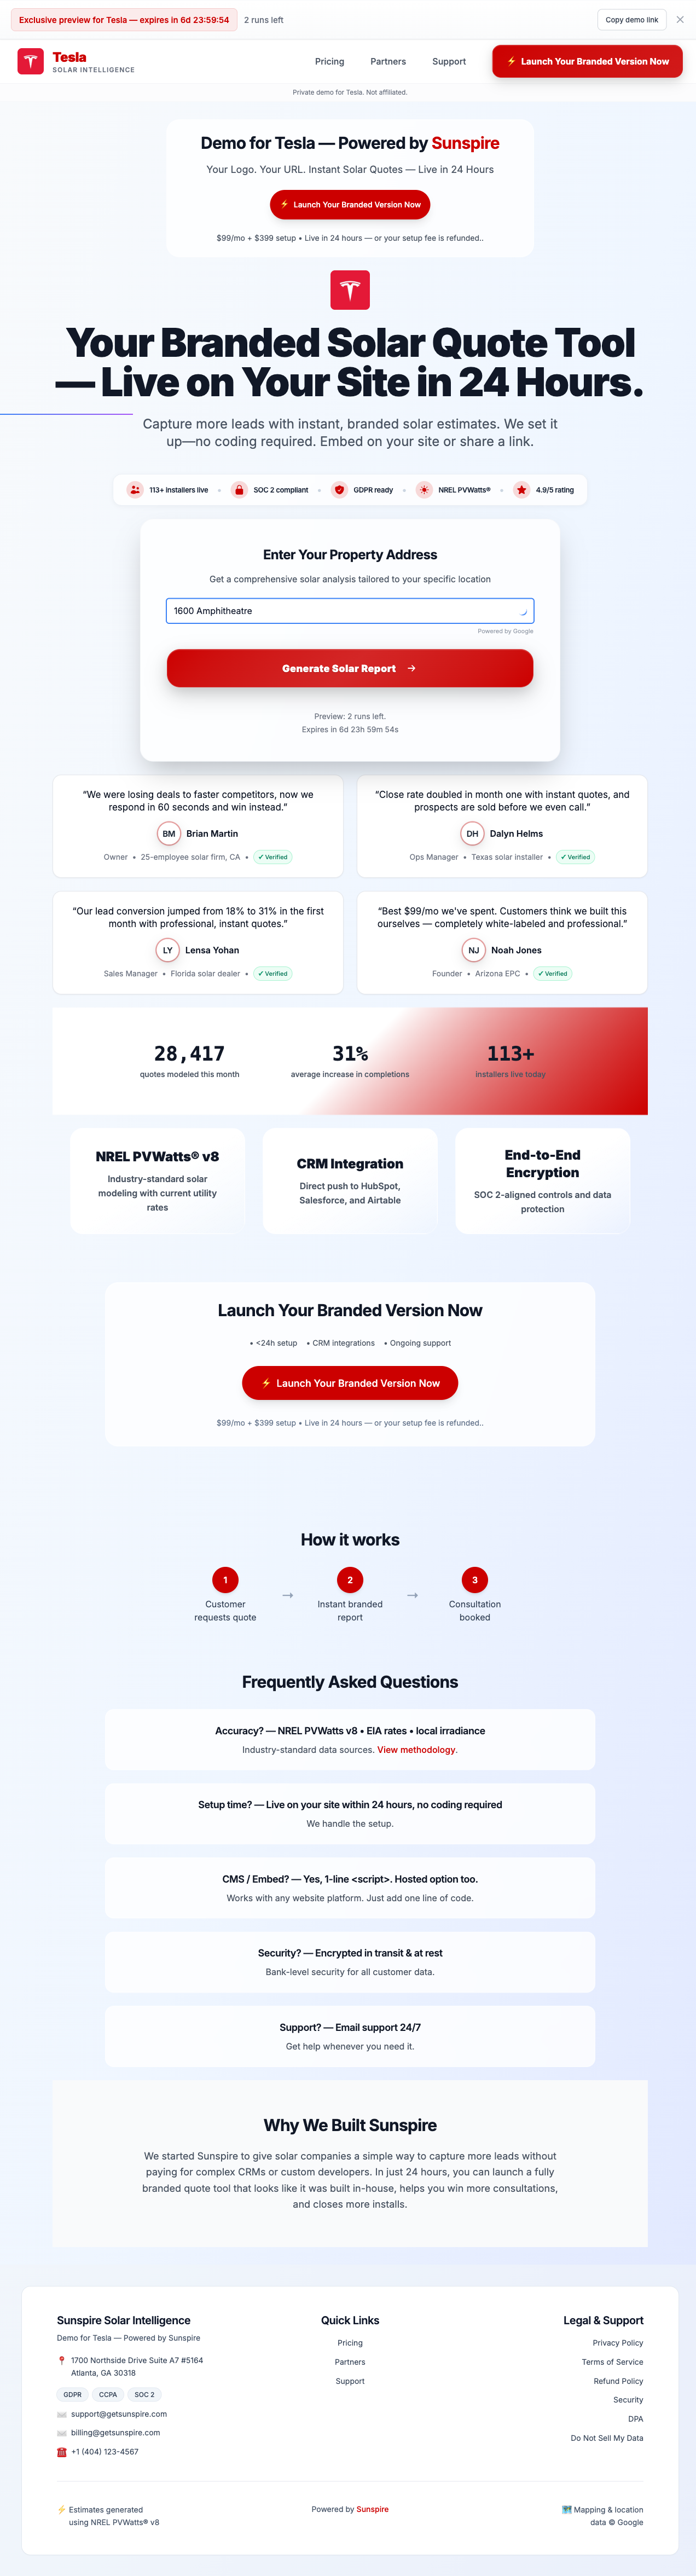 Exclusive preview for Tesla — expires in 6d 23:59:54
2 runs left
Copy demo link
Tesla
SOLAR INTELLIGENCE
Pricing
Partners
Support
⚡ Launch Your Branded Version Now
Private demo for Tesla. Not affiliated.
Demo for Tesla — Powered by Sunspire
Your Logo. Your URL. Instant Solar Quotes — Live in 24 Hours
⚡ Launch Your Branded Version Now
$99/mo + $399 setup • Live in 24 hours — or your setup fee is refunded..
Your Branded Solar Quote Tool
— Live on Your Site in 24 Hours.
Capture more leads with instant, branded solar estimates. We set it
up—no coding required. Embed on your site or share a link.
113+ installers live • SOC 2 compliant • GDPR ready • NREL PVWatts® • 4.9/5 rating
Enter Your Property Address
Get a comprehensive solar analysis tailored to your specific location
1600 Amphitheatre
Powered by Google
Generate Solar Report →
Preview: 2 runs left.
Expires in 6d 23h 59m 54s
“We were losing deals to faster competitors, now we
respond in 60 seconds and win instead.”
BM Brian Martin
Owner • 25-employee solar firm, CA • ✓ Verified
“Close rate doubled in month one with instant quotes, and
prospects are sold before we even call.”
DH Dalyn Helms
Ops Manager • Texas solar installer • ✓ Verified
“Our lead conversion jumped from 18% to 31% in the first
month with professional, instant quotes.”
LY Lensa Yohan
Sales Manager • Florida solar dealer • ✓ Verified
“Best $99/mo we've spent. Customers think we built this
ourselves — completely white-labeled and professional.”
NJ Noah Jones
Founder • Arizona EPC • ✓ Verified
28,417
quotes modeled this month
31%
average increase in completions
113+
installers live today
NREL PVWatts® v8
Industry-standard solar
modeling with current utility
rates
CRM Integration
Direct push to HubSpot,
Salesforce, and Airtable
End-to-End
Encryption
SOC 2-aligned controls and data
protection
Launch Your Branded Version Now
• <24h setup • CRM integrations • Ongoing support
⚡ Launch Your Branded Version Now
$99/mo + $399 setup • Live in 24 hours — or your setup fee is refunded..
How it works
1
Customer
requests quote
→
2
Instant branded
report
→
3
Consultation
booked
Frequently Asked Questions
Accuracy? — NREL PVWatts v8 • EIA rates • local irradiance
Industry-standard data sources. View methodology.
Setup time? — Live on your site within 24 hours, no coding required
We handle the setup.
CMS / Embed? — Yes, 1-line <script>. Hosted option too.
Works with any website platform. Just add one line of code.
Security? — Encrypted in transit & at rest
Bank-level security for all customer data.
Support? — Email support 24/7
Get help whenever you need it.
Why We Built Sunspire
We started Sunspire to give solar companies a simple way to capture more leads without
paying for complex CRMs or custom developers. In just 24 hours, you can launch a fully
branded quote tool that looks like it was built in-house, helps you win more consultations,
and closes more installs.
Sunspire Solar Intelligence
Demo for Tesla — Powered by Sunspire
1700 Northside Drive Suite A7 #5164
Atlanta, GA 30318
GDPR
CCPA
SOC 2
support@getsunspire.com
billing@getsunspire.com
+1 (404) 123-4567
Quick Links
Pricing
Partners
Support
Legal & Support
Privacy Policy
Terms of Service
Refund Policy
Security
DPA
Do Not Sell My Data
⚡ Estimates generated
using NREL PVWatts® v8
Powered by Sunspire
Mapping & location
data © Google